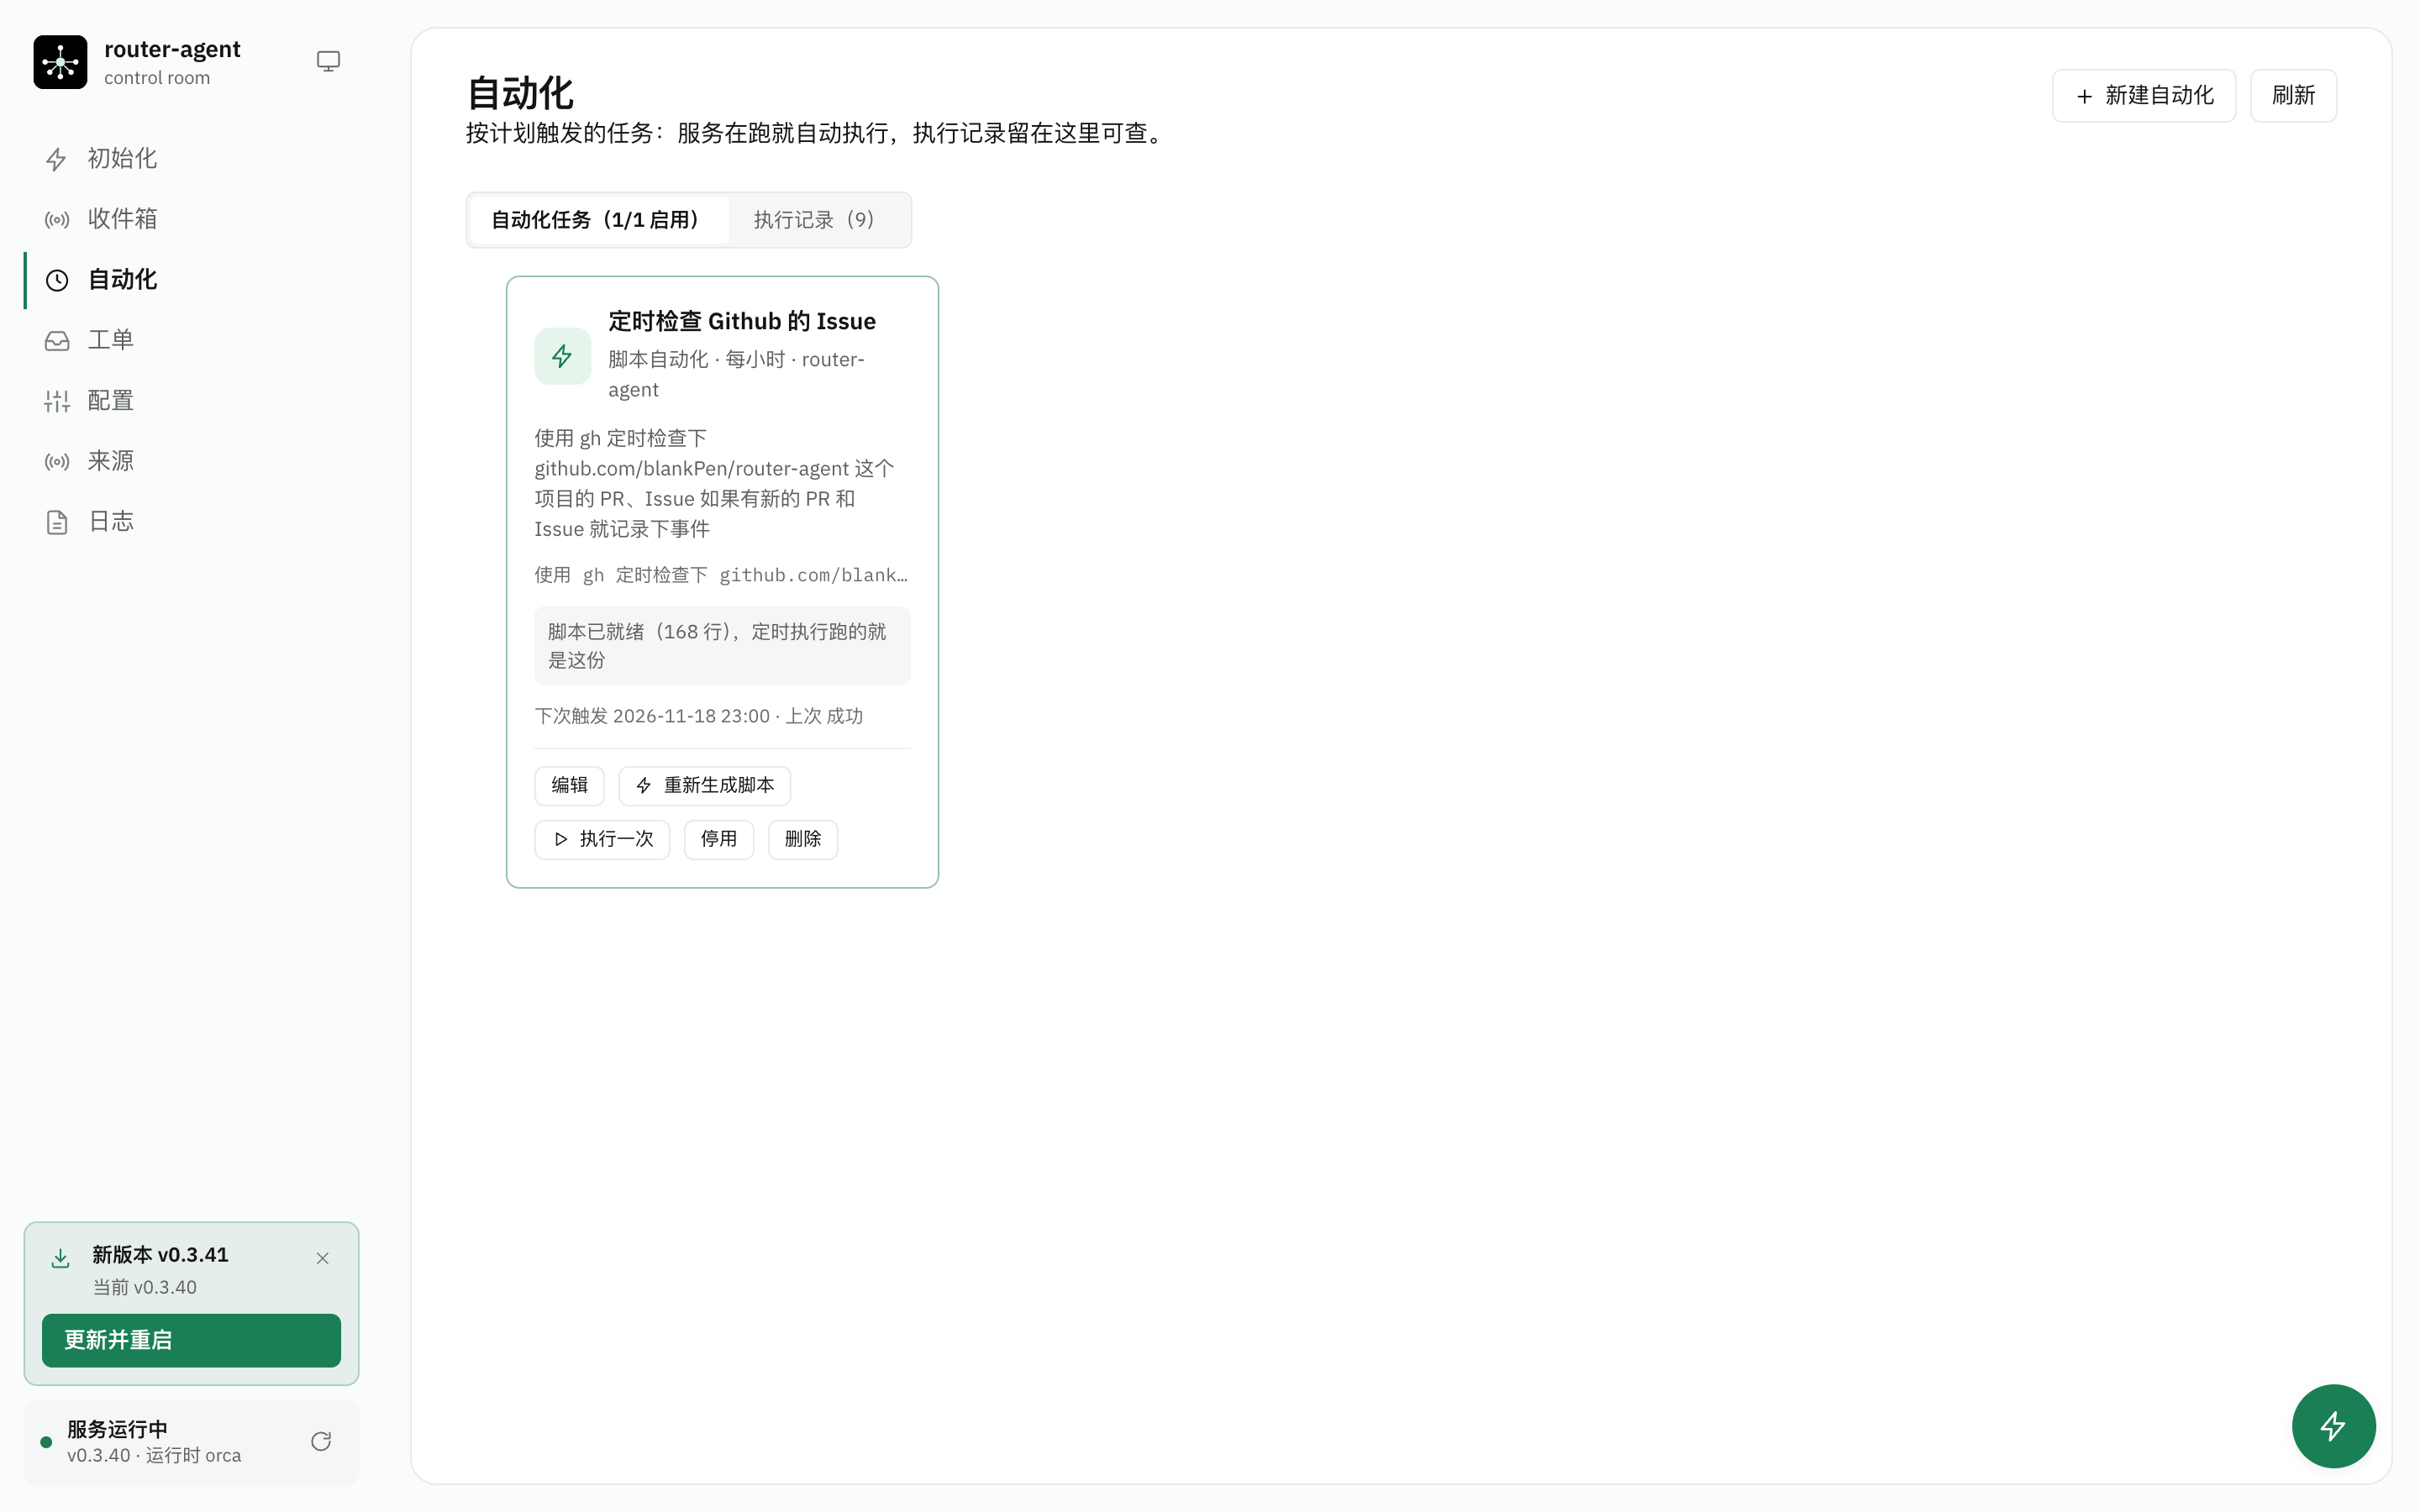 router-agent
control room
初始化
收件箱
自动化
工单
配置
来源
日志
新版本 v0.3.41
当前 v0.3.40
更新并重启
服务运行中
v0.3.40 · 运行时 orca
自动化
按计划触发的任务：服务在跑就自动执行，执行记录留在这里可查。
新建自动化
刷新
自动化任务（1/1 启用）
执行记录（9）
定时检查 Github 的 Issue
脚本自动化 · 每小时 · router-
agent
使用 gh 定时检查下
github.com/blankPen/router-agent 这个
项目的 PR、Issue 如果有新的 PR 和
Issue 就记录下事件
使用 gh 定时检查下 github.com/blank…
脚本已就绪（168 行），定时执行跑的就
是这份
下次触发 2026-11-18 23:00 · 上次 成功
编辑
重新生成脚本
执行一次
停用
删除